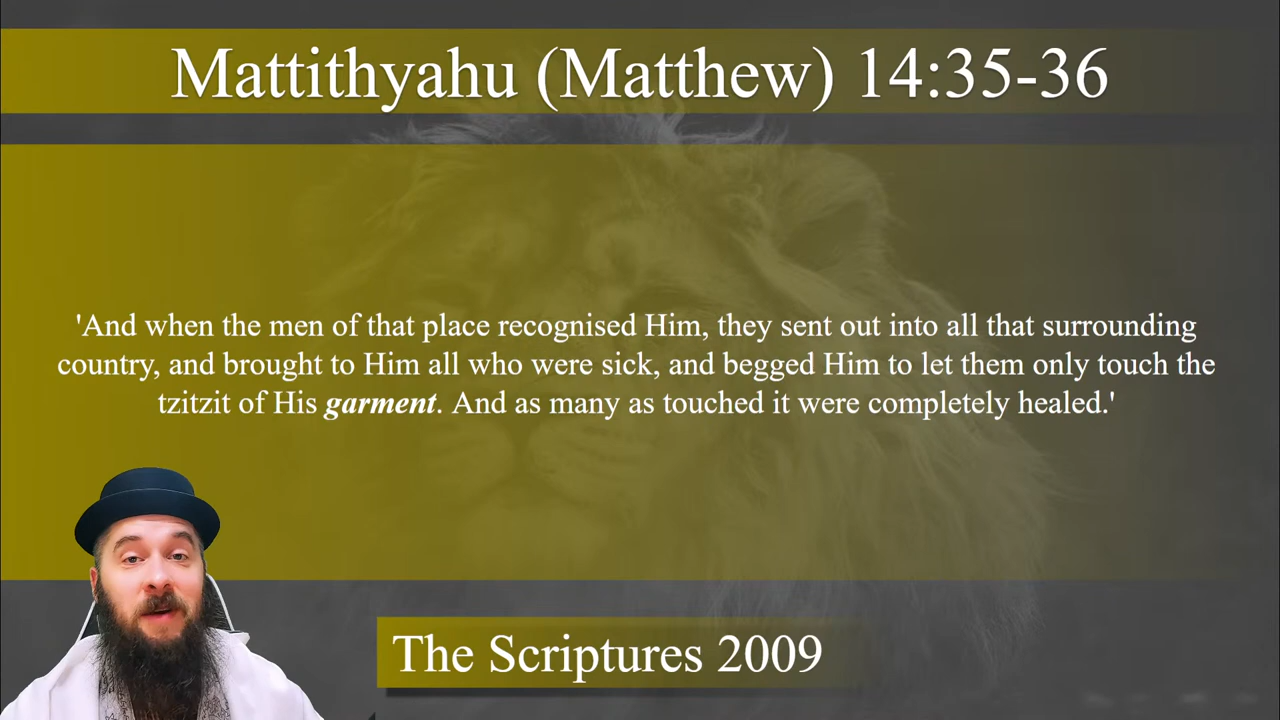 Mattithyahu (Matthew) 14:35-36
'And when the men of that place recognised Him, they sent out into all that surrounding
country, and brought to Him all who were sick, and begged Him to let them only touch the
tzitzit of His garment. And as many as touched it were completely healed.'
The Scriptures 2009